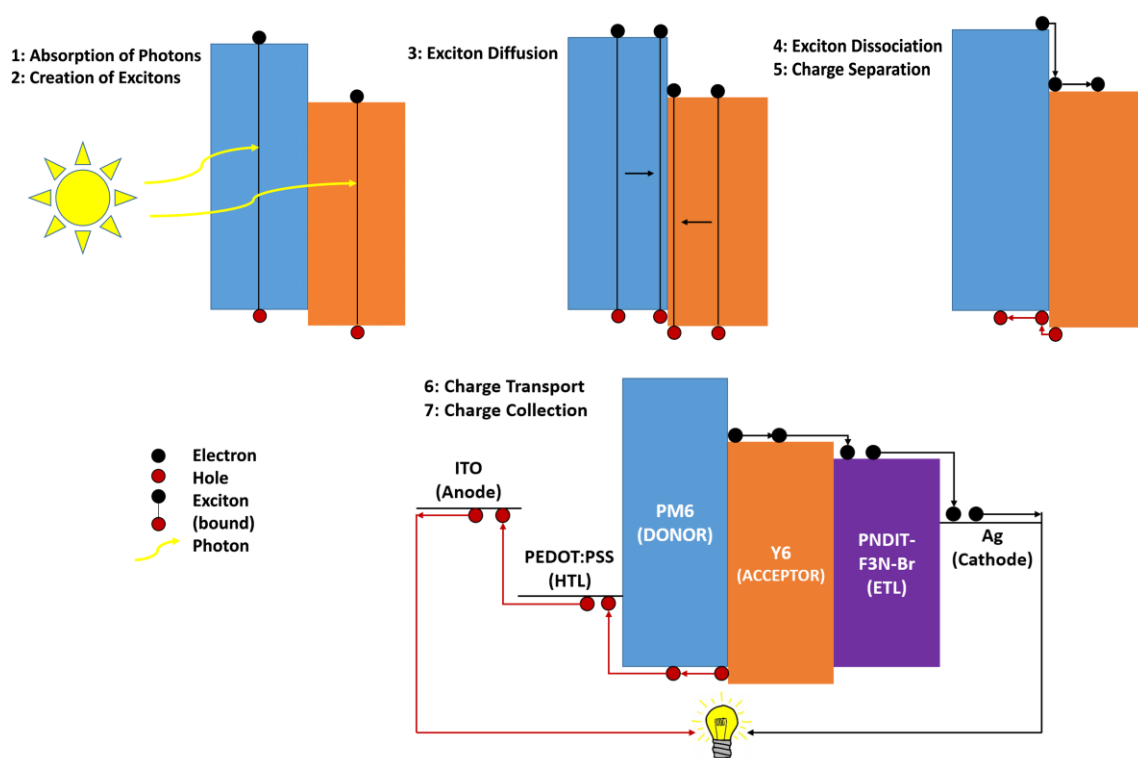 1: Absorption of Photons
2: Creation of Excitons
3: Exciton Diffusion
4: Exciton Dissociation
5: Charge Separation
6: Charge Transport
7: Charge Collection
Electron
Hole
Exciton
(bound)
Photon
ITO
(Anode)
PEDOT:PSS
(HTL)
PM6
(DONOR)
Y6
(ACCEPTOR)
PNDIT-
F3N-Br
(ETL)
Ag
(Cathode)